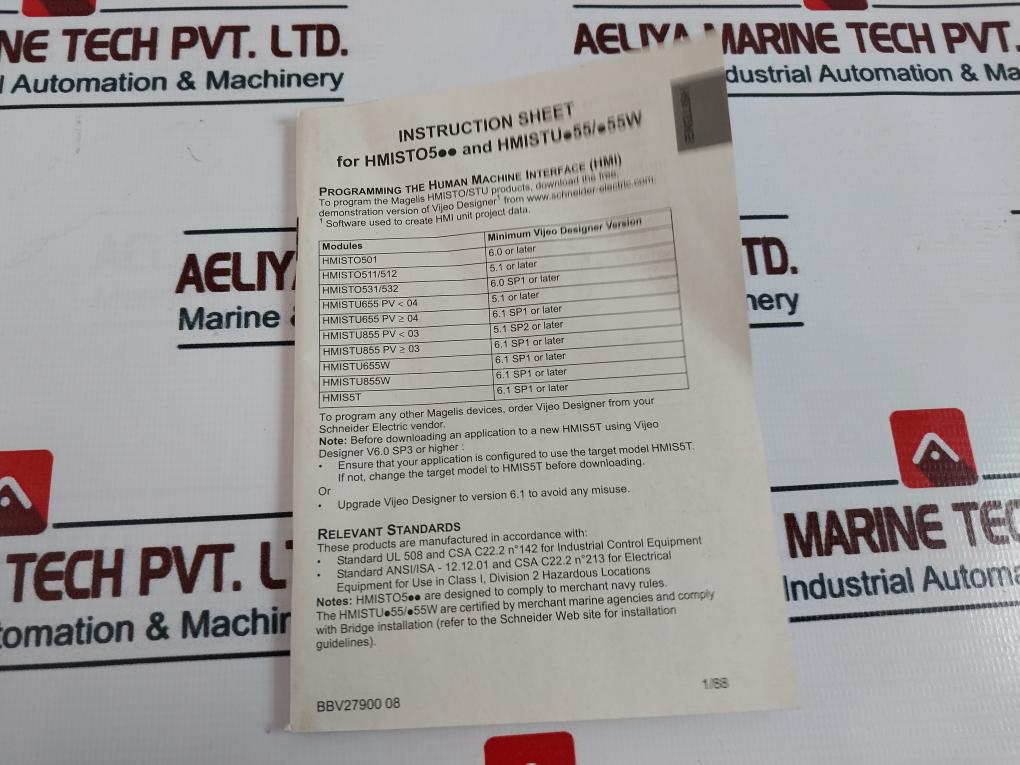 NE TECH PVT. LTD.
l Automation & Machinery
AELIYA MARINE TECH PVT.
dustrial Automation & Ma
ENGLISH
INSTRUCTION SHEET
for HMISTO5●● and HMISTU●55/●55W
PROGRAMMING THE HUMAN MACHINE INTERFACE (HMI)
To program the Magelis HMISTO/STU products, download the free
demonstration version of Vijeo Designer¹ from www.schneider-electric.com.
¹ Software used to create HMI unit project data.
Modules Minimum Vijeo Designer Version
HMISTO501 6.0 or later
HMISTO511/512 5.1 or later
HMISTO531/532 6.0 SP1 or later
HMISTU655 PV < 04 5.1 or later
HMISTU655 PV ≥ 04 6.1 SP1 or later
HMISTU855 PV < 03 5.1 SP2 or later
HMISTU855 PV ≥ 03 6.1 SP1 or later
HMISTU655W 6.1 SP1 or later
HMISTU855W 6.1 SP1 or later
HMIS5T 6.1 SP1 or later
To program any other Magelis devices, order Vijeo Designer from your
Schneider Electric vendor.
Note: Before downloading an application to a new HMIS5T using Vijeo
Designer V6.0 SP3 or higher :
• Ensure that your application is configured to use the target model HMIS5T.
If not, change the target model to HMIS5T before downloading.
Or
• Upgrade Vijeo Designer to version 6.1 to avoid any misuse.
RELEVANT STANDARDS
These products are manufactured in accordance with:
• Standard UL 508 and CSA C22.2 n°142 for Industrial Control Equipment
• Standard ANSI/ISA - 12.12.01 and CSA C22.2 n°213 for Electrical
Equipment for Use in Class I, Division 2 Hazardous Locations
Notes: HMISTO5●● are designed to comply to merchant navy rules.
The HMISTU●55/●55W are certified by merchant marine agencies and comply
with Bridge installation (refer to the Schneider Web site for installation
guidelines).
BBV27900 08
1/88
AELIY
Marine
TD.
nery
TECH PVT. L
tomation & Machin
MARINE TEC
Industrial Automa